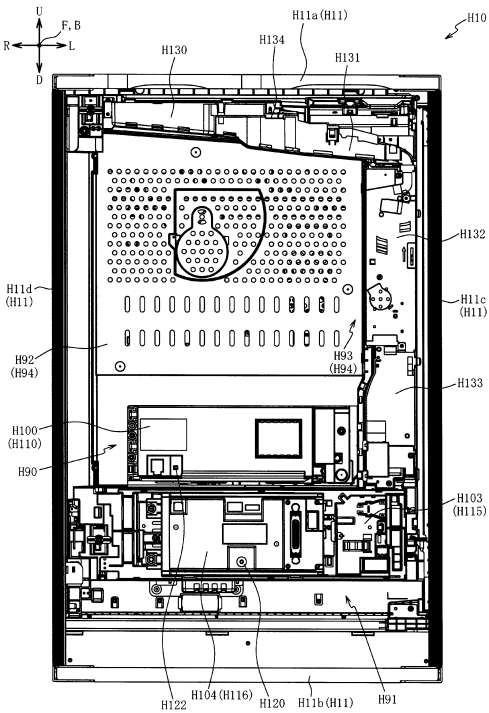 U
F,B
R
L
D
H11a(H11)
H10
H130
H134
H131
H132
H11d
(H11)
H11c
(H11)
H92
(H94)
H93
(H94)
H133
H100
(H110)
H90
H103
(H115)
H122
H104(H116)
H120
H11b(H11)
H91